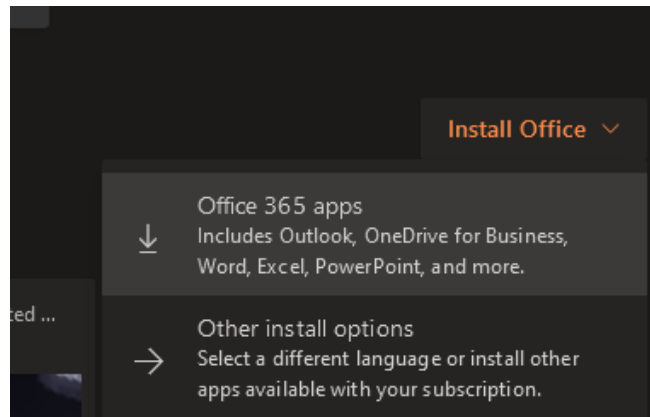 Install Office
Office 365 apps
Includes Outlook, OneDrive for Business,
Word, Excel, PowerPoint, and more.
ted ...
Other install options
Select a different language or install other
apps available with your subscription.